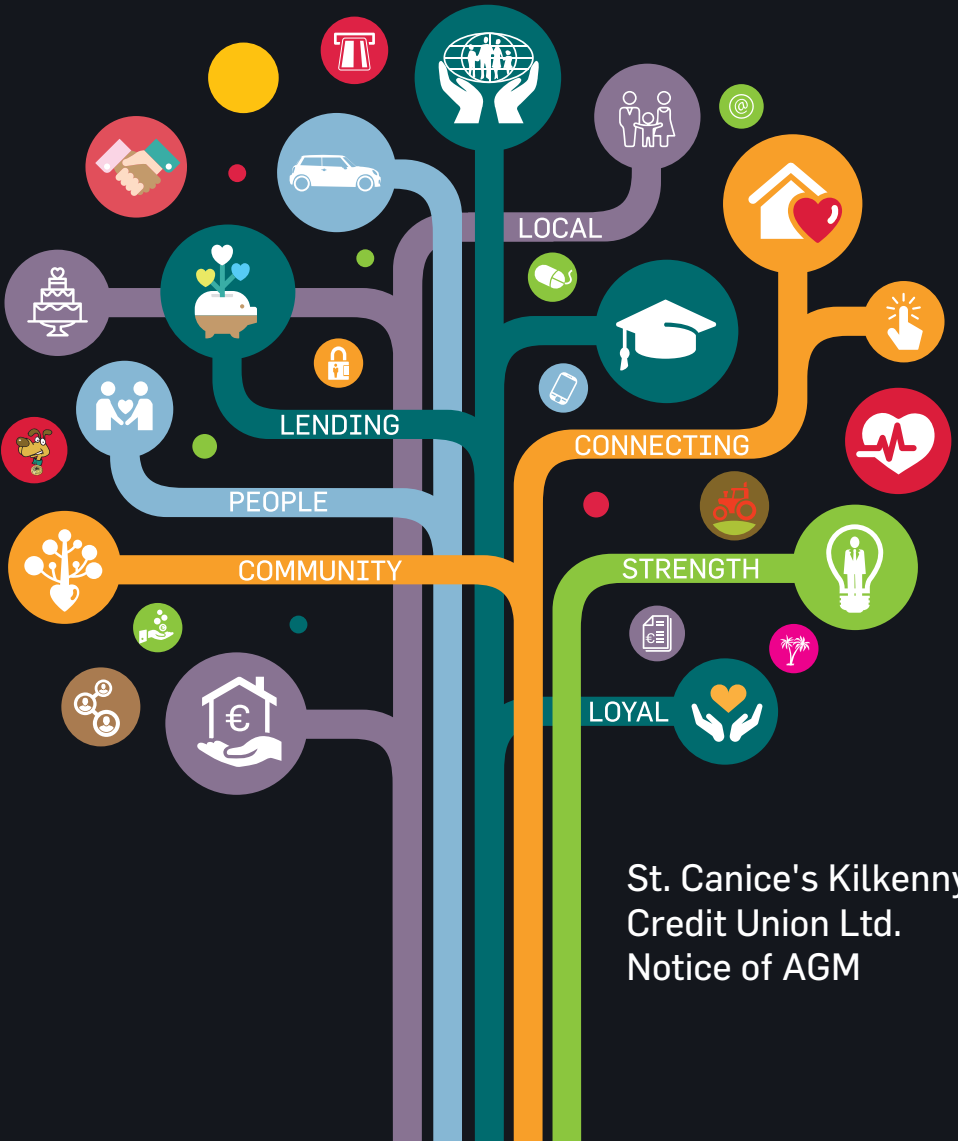 LOCAL
LENDING
CONNECTING
PEOPLE
COMMUNITY
STRENGTH
€
€
LOYAL
St. Canice's Kilkenny
Credit Union Ltd.
Notice of AGM